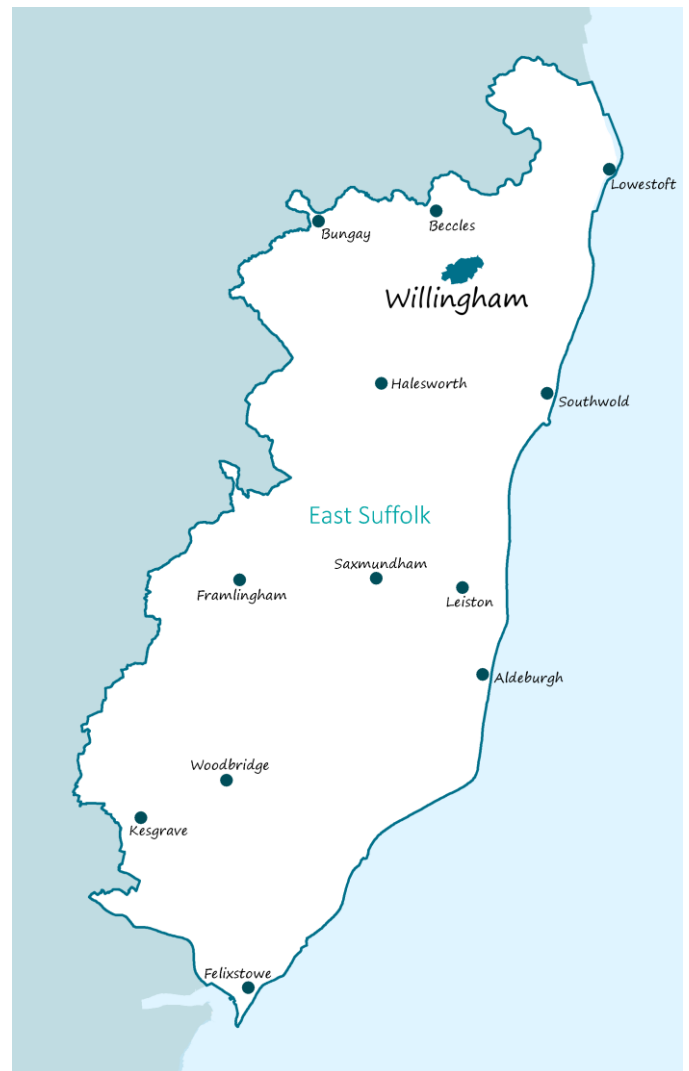 Lowestoft
Beccles
Bungay
Willingham
Halesworth
Southwold
East Suffolk
Saxmundham
Framlingham
Leiston
Aldeburgh
Woodbridge
Kesgrave
Felixstowe